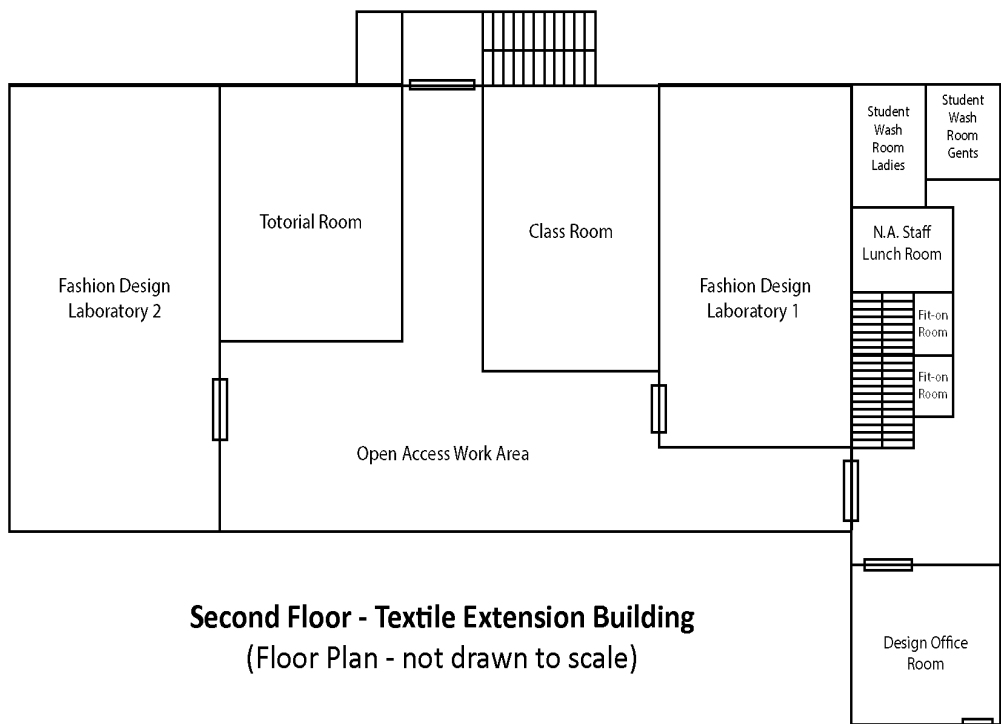 Student
Wash
Room
Ladies
Student
Wash
Room
Gents
Totorial Room
Class Room
N.A. Staff
Lunch Room
Fashion Design
Laboratory 2
Fashion Design
Laboratory 1
Fit-on
Room
Fit-on
Room
Open Access Work Area
Second Floor - Textile Extension Building
(Floor Plan - not drawn to scale)
Design Office
Room